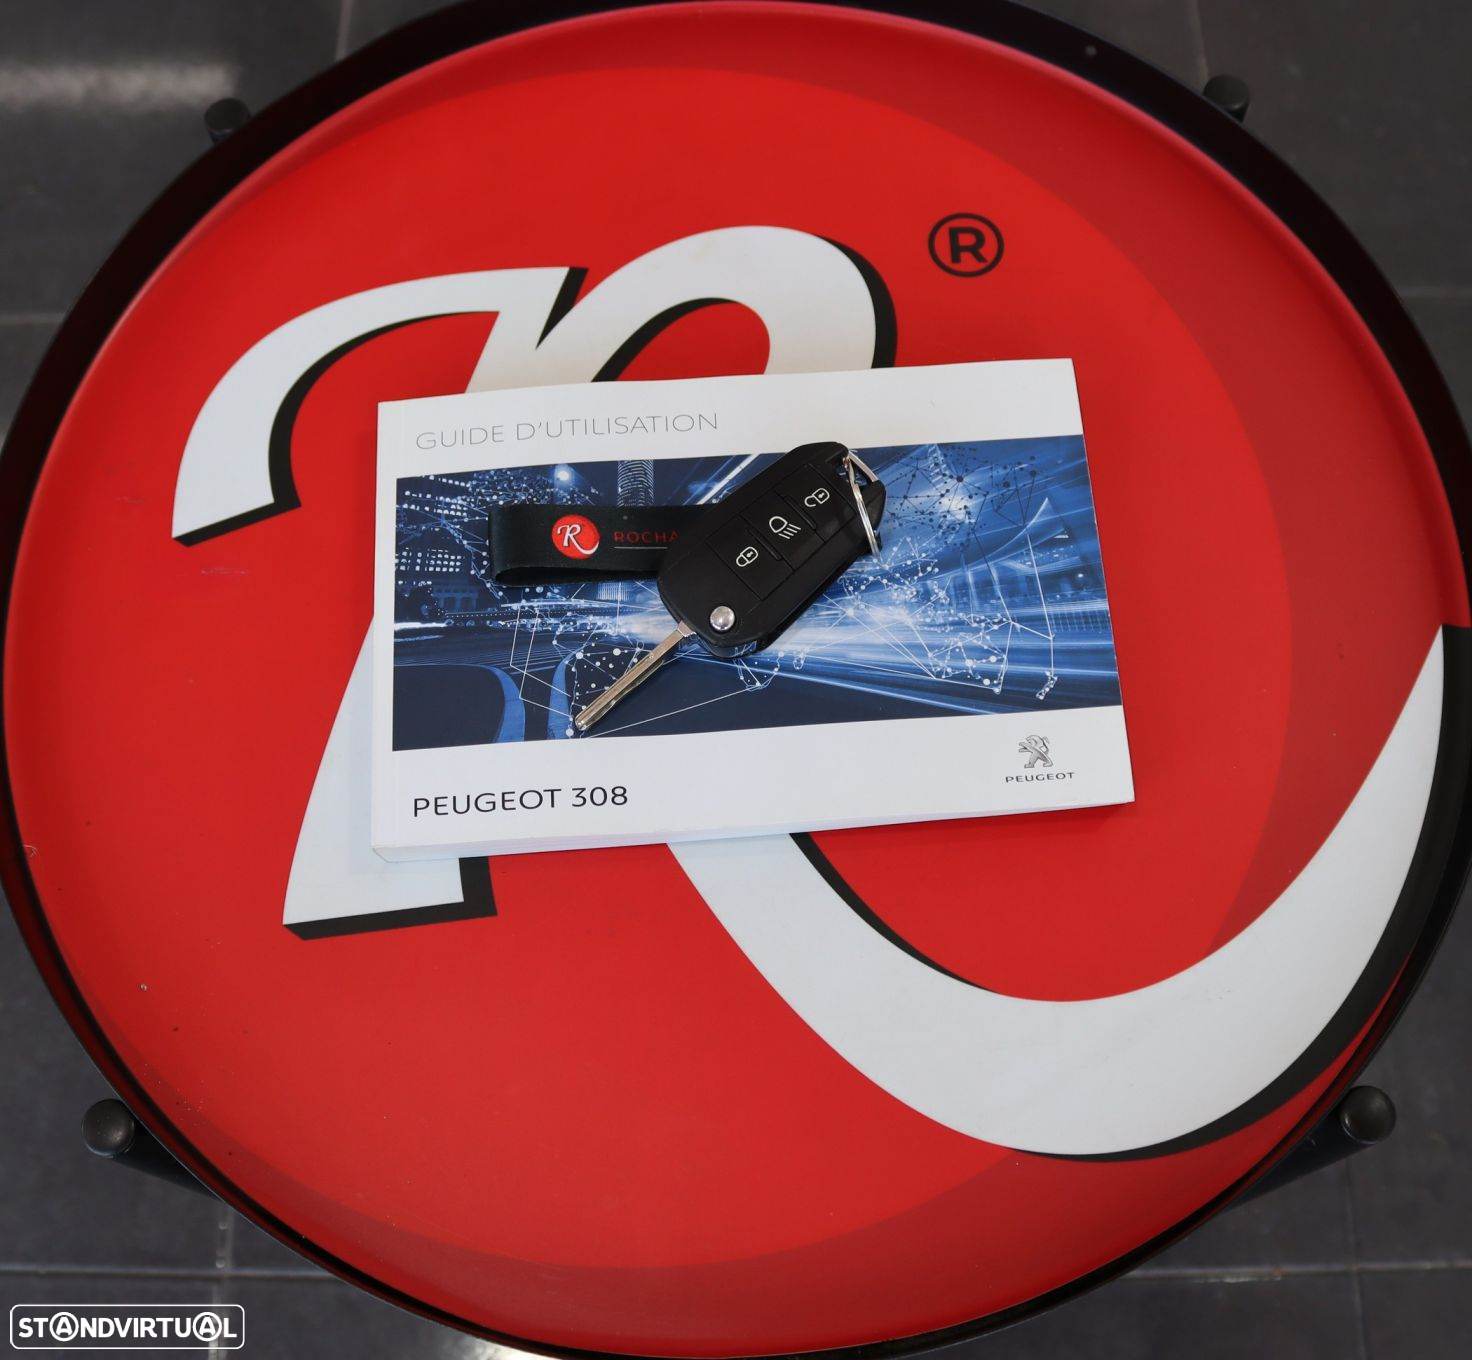 R
®
GUIDE D'UTILISATION
R ROCHA
PEUGEOT
PEUGEOT 308
STANDVIRTUAL